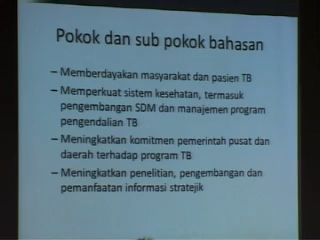 Pokok dan sub pokok bahasan
– Memberdayakan masyarakat dan pasien TB
– Memperkuat sistem kesehatan, termasuk
pengembangan SDM dan manajemen program
pengendalian TB
– Meningkatkan komitmen pemerintah pusat dan
daerah terhadap program TB
– Meningkatkan penelitian, pengembangan dan
pemanfaatan informasi stratejik